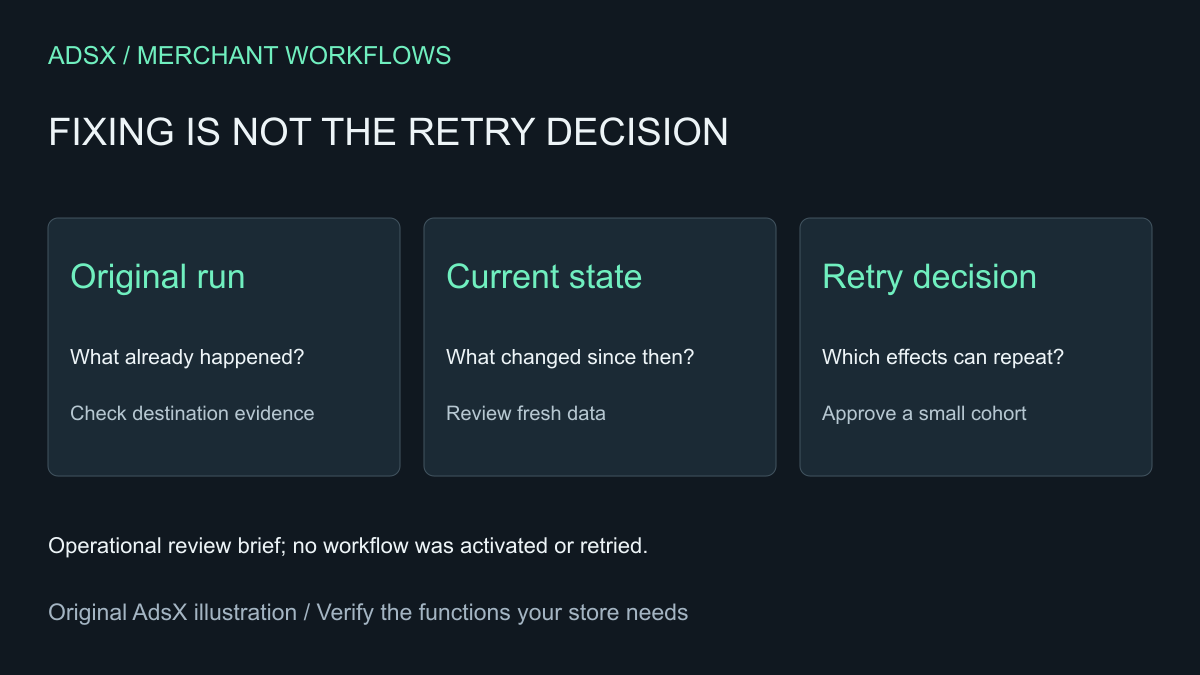 ADSX / MERCHANT WORKFLOWS
FIXING IS NOT THE RETRY DECISION
Original run
What already happened?
Check destination evidence
Current state
What changed since then?
Review fresh data
Retry decision
Which effects can repeat?
Approve a small cohort
Operational review brief; no workflow was activated or retried.
Original AdsX illustration / Verify the functions your store needs